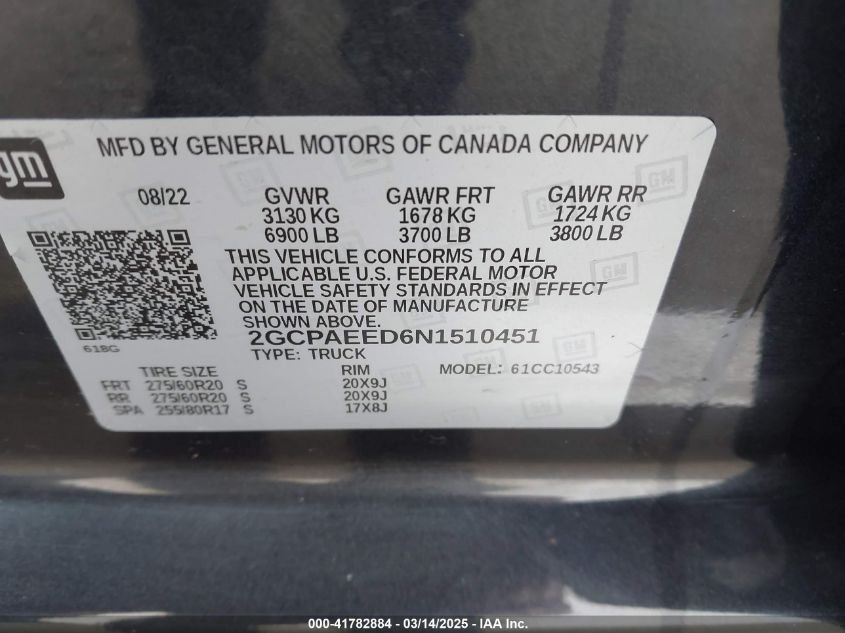 gm
MFD BY GENERAL MOTORS OF CANADA COMPANY
08/22 GVWR GAWR FRT GAWR RR
3130 KG 1678 KG 1724 KG
6900 LB 3700 LB 3800 LB
THIS VEHICLE CONFORMS TO ALL
APPLICABLE U.S. FEDERAL MOTOR
VEHICLE SAFETY STANDARDS IN EFFECT
ON THE DATE OF MANUFACTURE
SHOWN ABOVE.
618G
2GCPAEED6N1510451
TYPE: TRUCK
TIRE SIZE RIM MODEL: 61CC10543
FRT 275/60R20 S 20X9J
RR 275/60R20 S 20X9J
SPA 255/80R17 S 17X8J
000-41782884 - 03/14/2025 - IAA Inc.